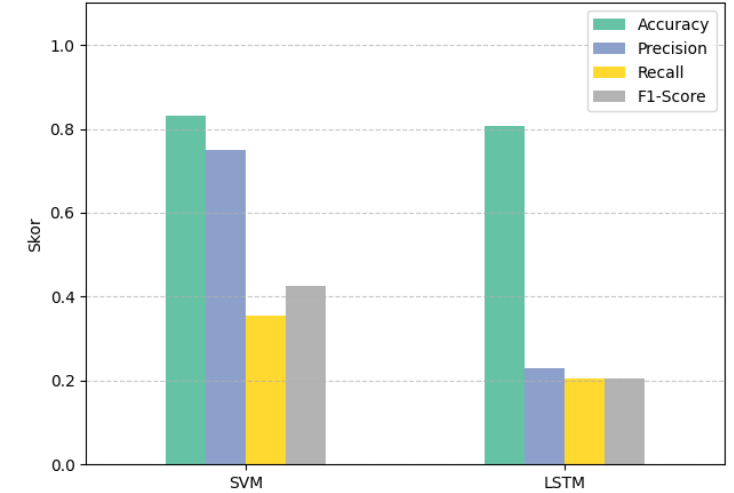 Accuracy
Precision
Recall
F1-Score
Skor
1.0
0.8
0.6
0.4
0.2
0.0
SVM
LSTM